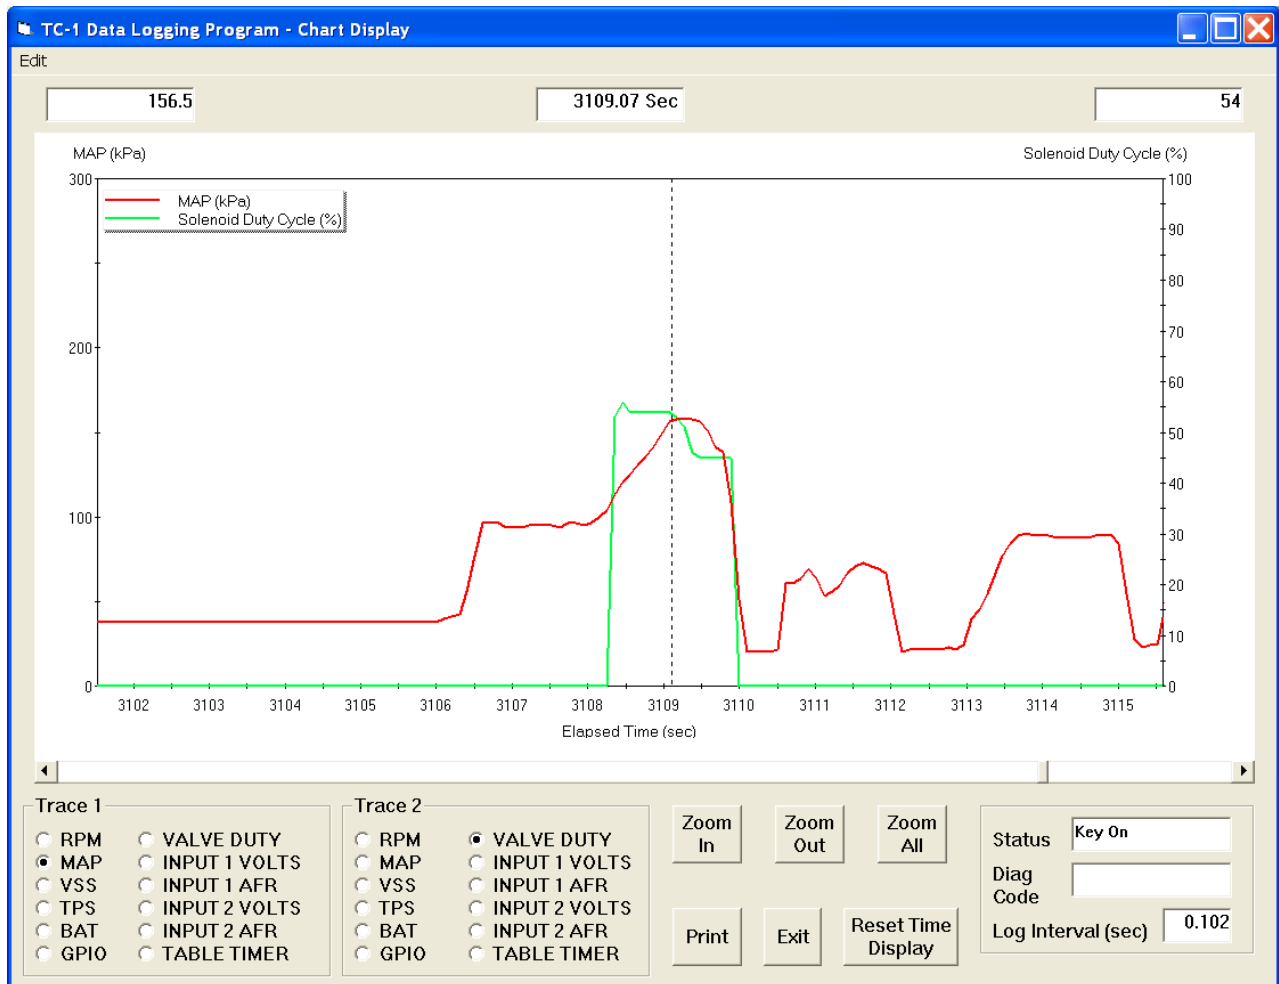 TC-1 Data Logging Program - Chart Display
Edit
156.5
3109.07 Sec
54
MAP (kPa)
Solenoid Duty Cycle (%)
MAP (kPa)
Solenoid Duty Cycle (%)
300
200
100
0
100
90
80
70
60
50
40
30
20
10
0
3102 3103 3104 3105 3106 3107 3108 3109 3110 3111 3112 3113 3114 3115
Elapsed Time (sec)
Trace 1
RPM VALVE DUTY
MAP INPUT 1 VOLTS
VSS INPUT 1 AFR
TPS INPUT 2 VOLTS
BAT INPUT 2 AFR
GPIO TABLE TIMER
Trace 2
RPM VALVE DUTY
MAP INPUT 1 VOLTS
VSS INPUT 1 AFR
TPS INPUT 2 VOLTS
BAT INPUT 2 AFR
GPIO TABLE TIMER
Zoom
In
Zoom
Out
Zoom
All
Print
Exit
Reset Time
Display
Status Key On
Diag
Code
Log Interval (sec) 0.102